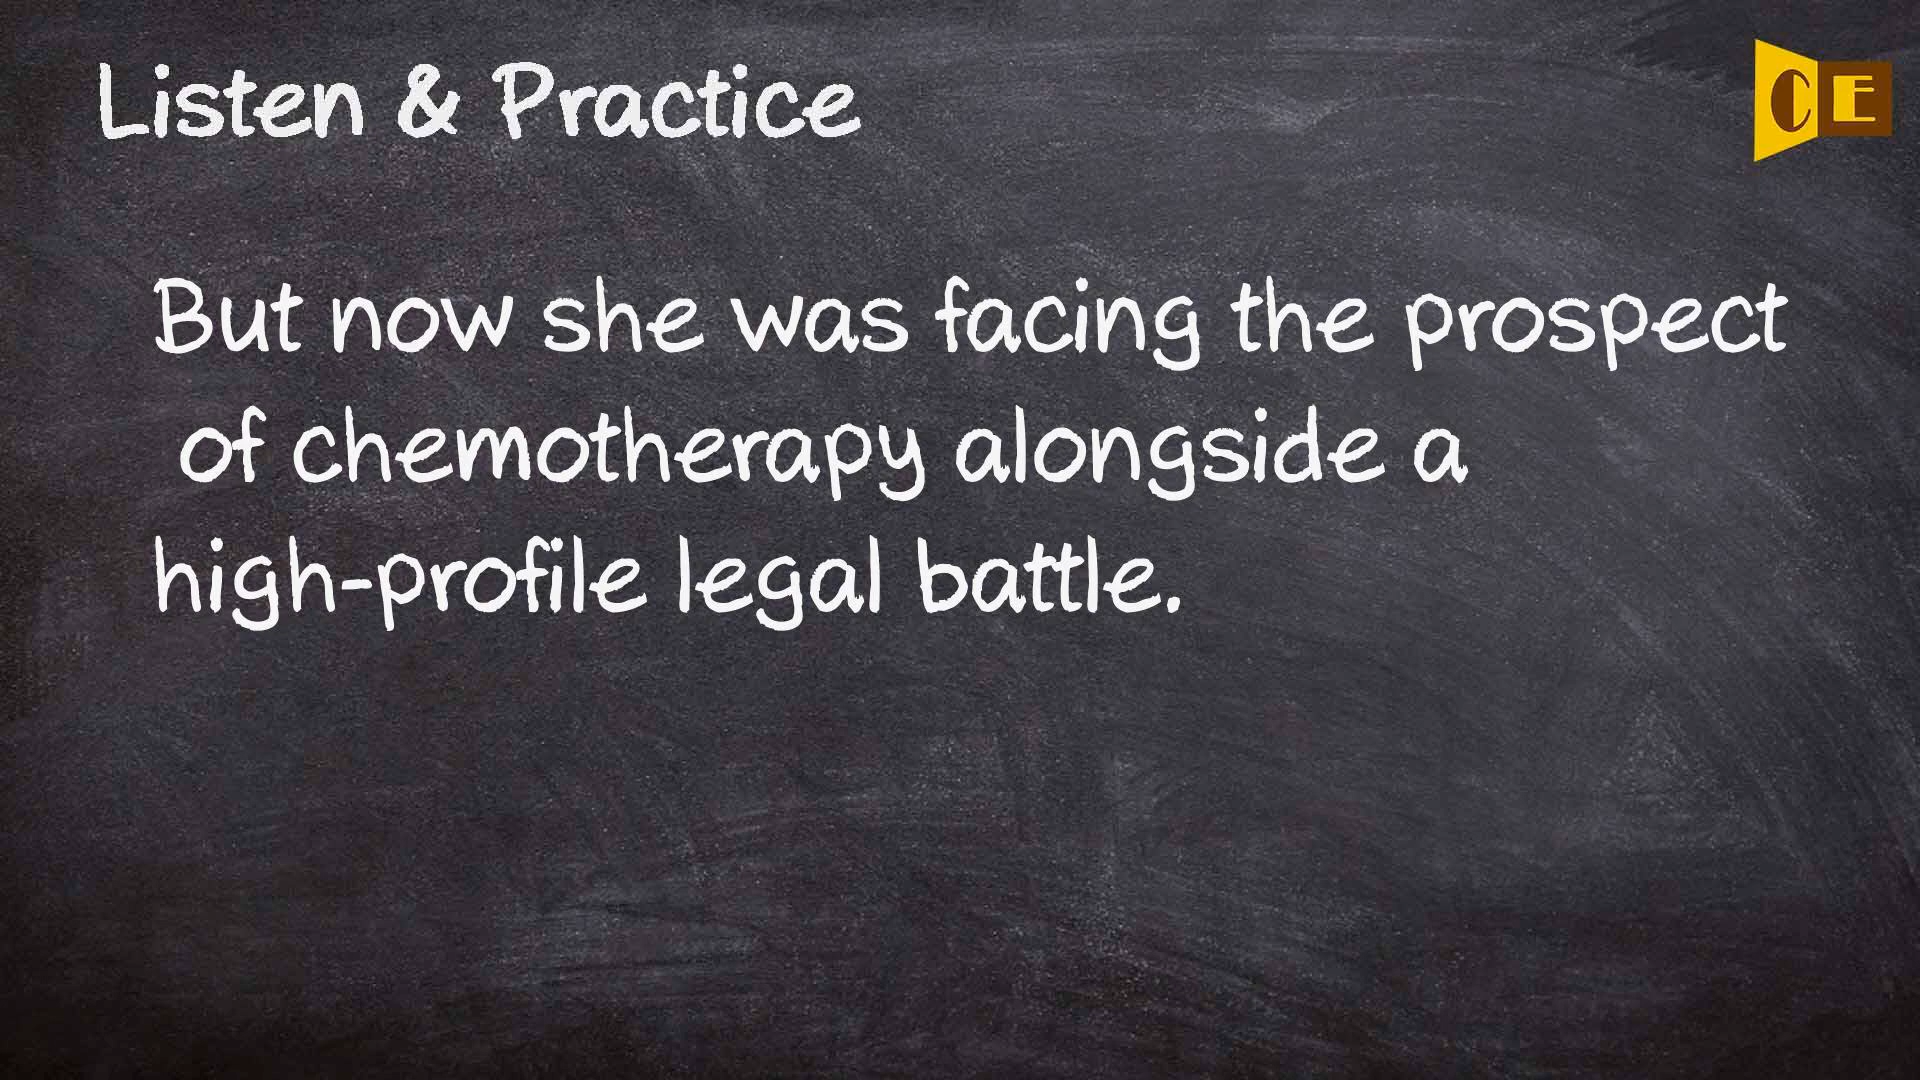 Listen & Practice
CE
But now she was facing the prospect
of chemotherapy alongside a
high-profile legal battle.